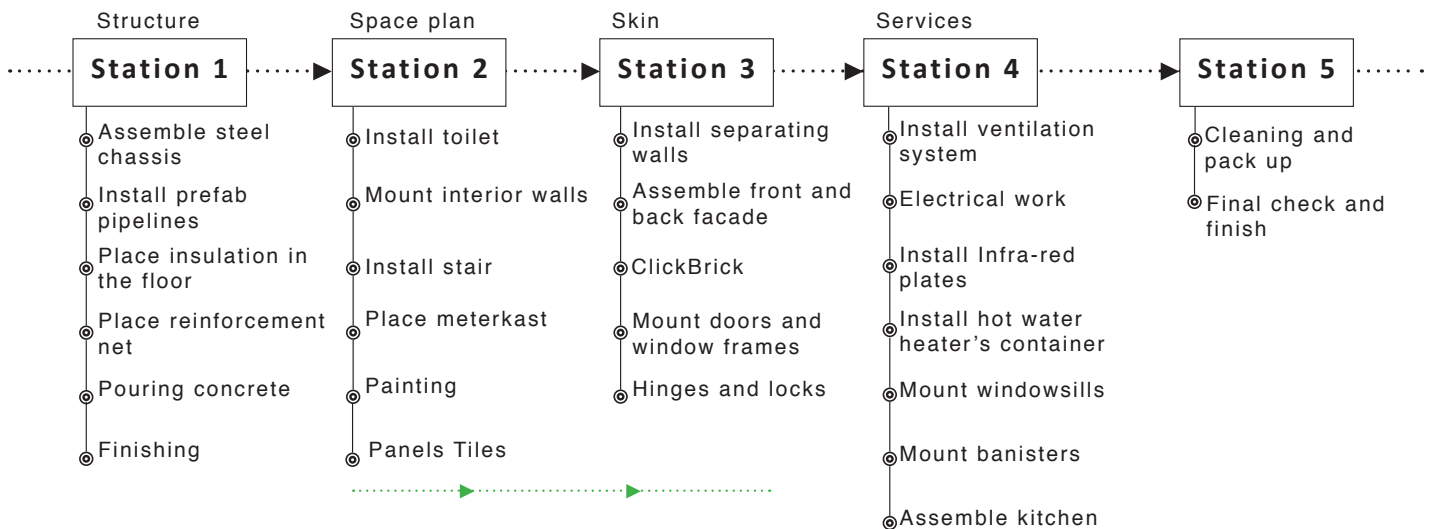 Structure
Station 1
Assemble steel
chassis
Install prefab
pipelines
Place insulation in
the floor
Place reinforcement
net
Pouring concrete
Finishing
Space plan
Station 2
Install toilet
Mount interior walls
Install stair
Place meterkast
Painting
Panels Tiles
Skin
Station 3
Install separating
walls
Assemble front and
back facade
ClickBrick
Mount doors and
window frames
Hinges and locks
Services
Station 4
Install ventilation
system
Electrical work
Install Infra-red
plates
Install hot water
heater’s container
Mount windowsills
Mount banisters
Assemble kitchen
Station 5
Cleaning and
pack up
Final check and
finish